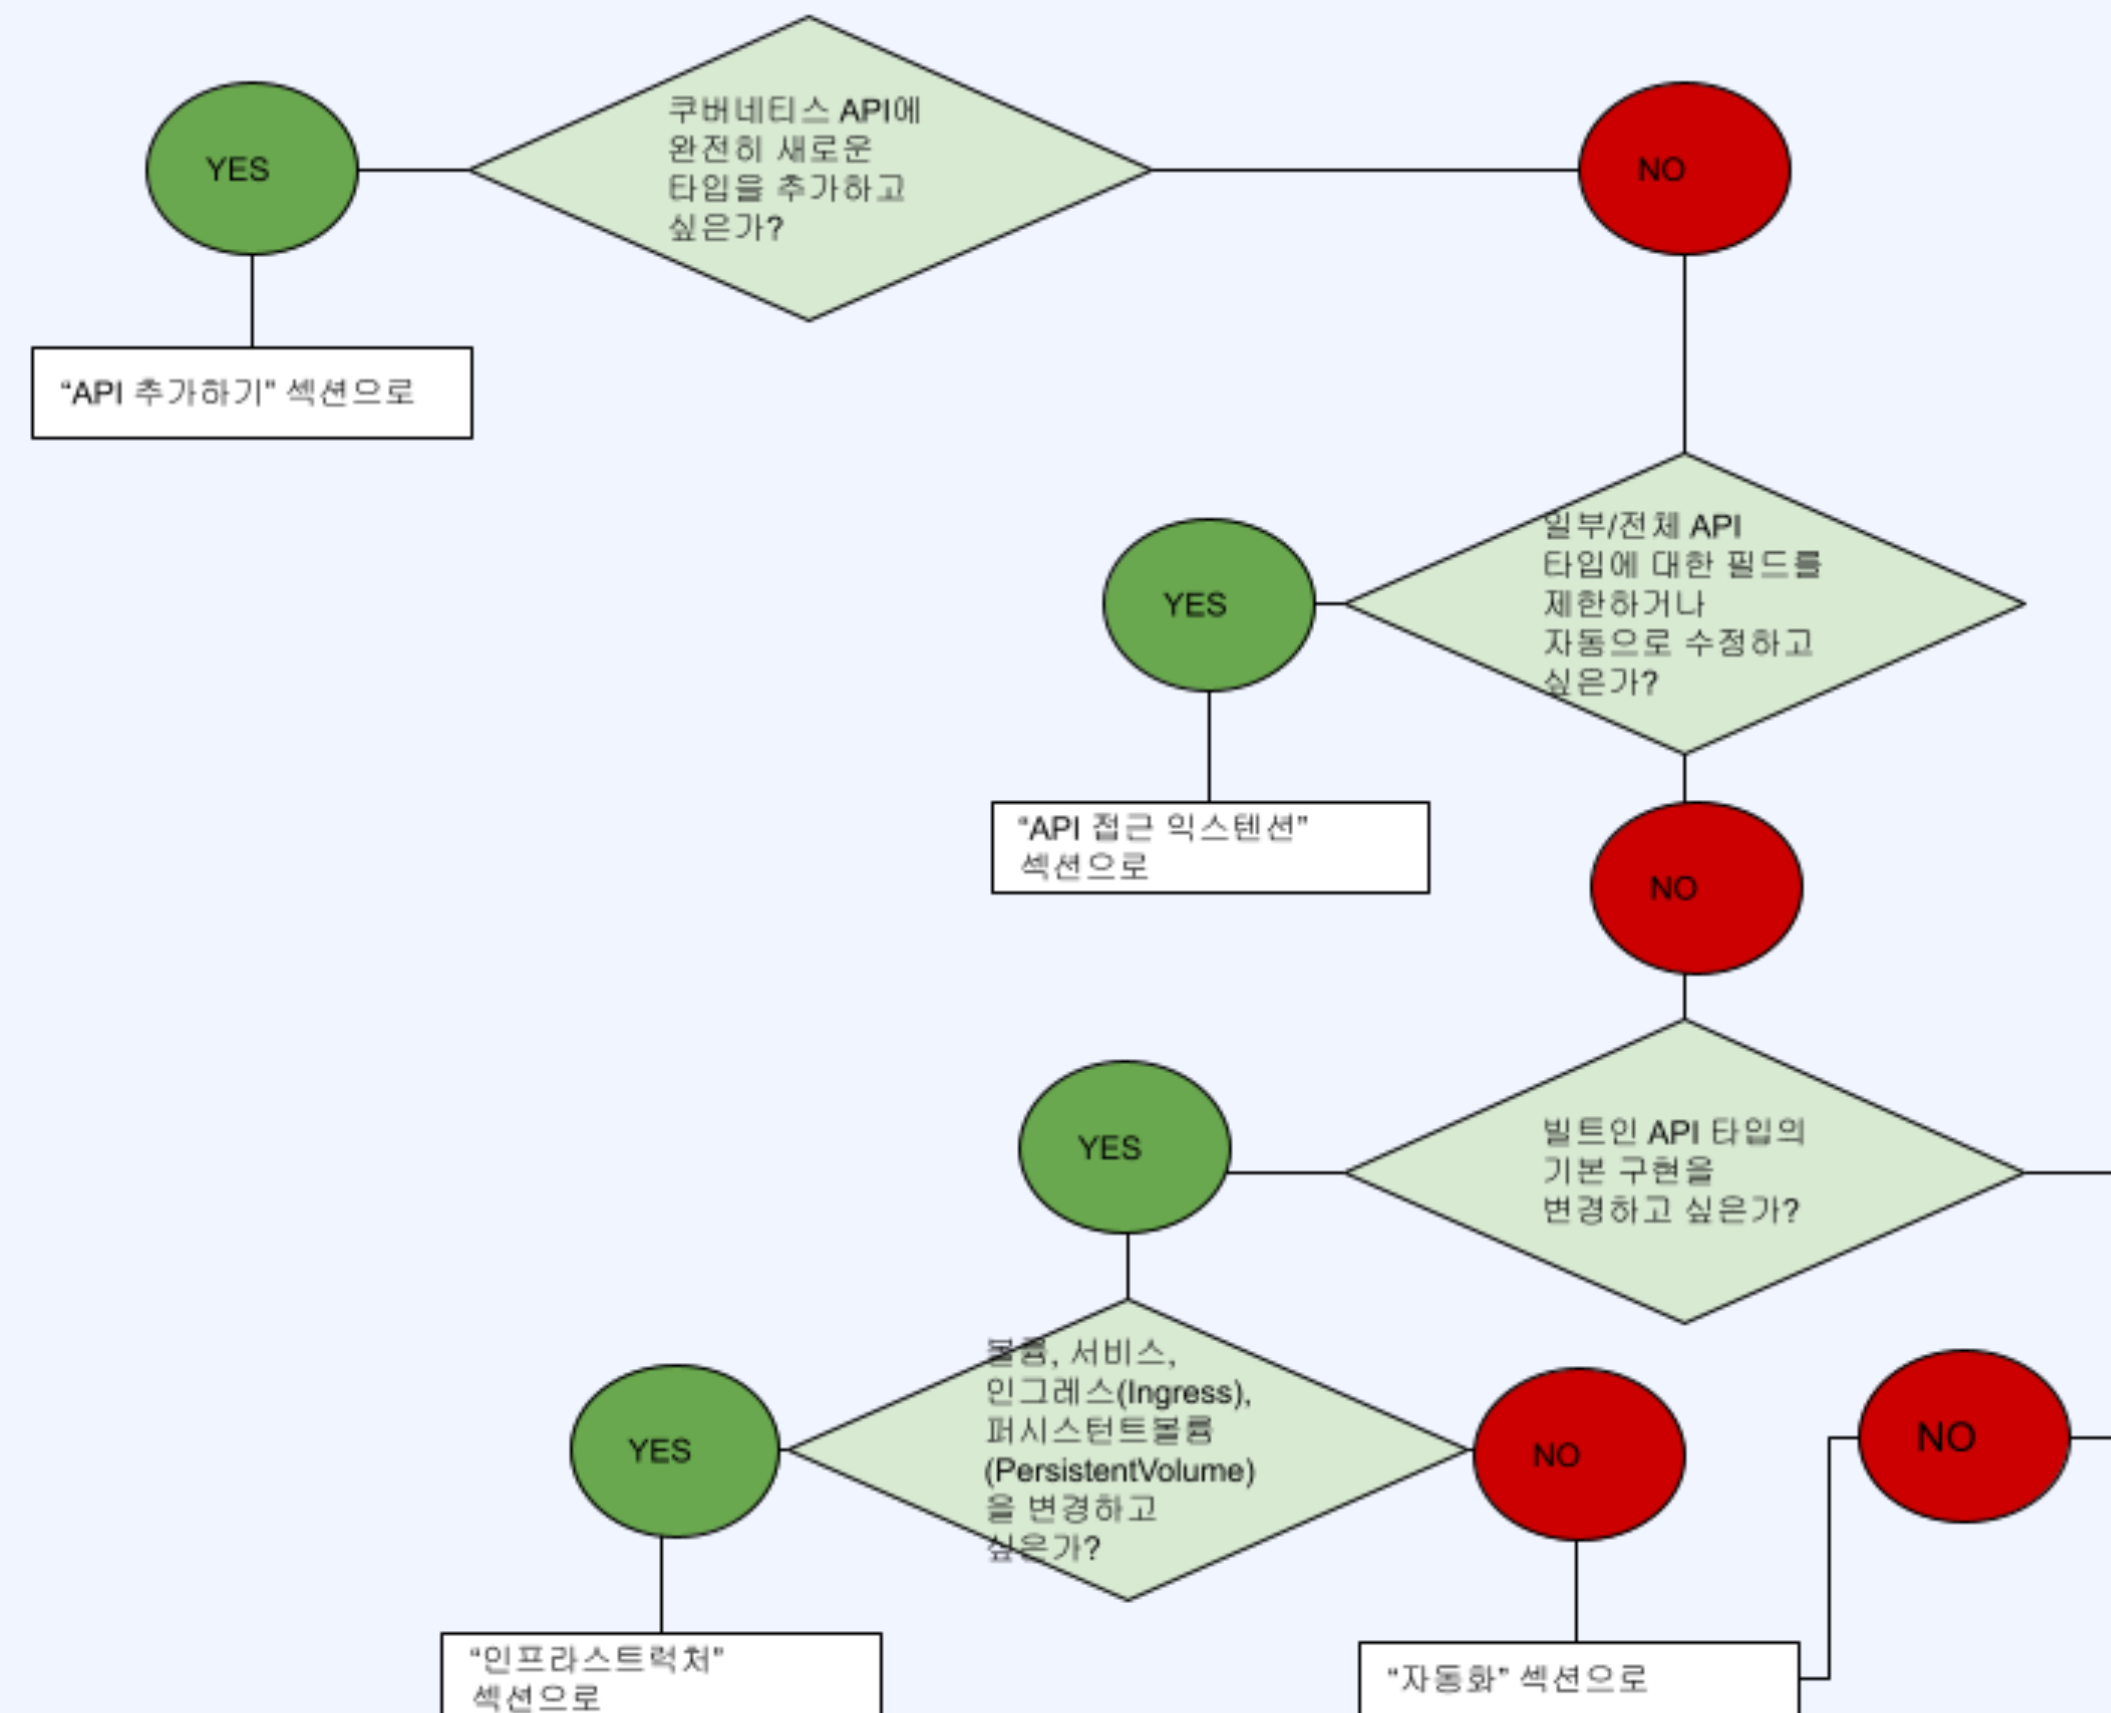 YES
쿠버네티스 API에
완전히 새로운
타입을 추가하고
싶은가?
NO
“API 추가하기” 섹션으로
일부/전체 API
타입에 대한 필드를
제한하거나
자동으로 수정하고
싶은가?
YES
“API 접근 익스텐션”
섹션으로
NO
빌트인 API 타입의
기본 구현을
변경하고 싶은가?
YES
볼륨, 서비스,
인그레스(Ingress),
퍼시스턴트볼륨
(PersistentVolume)
을 변경하고
싶은가?
YES
NO
NO
“인프라스트럭처”
섹션으로
“자동화” 섹션으로